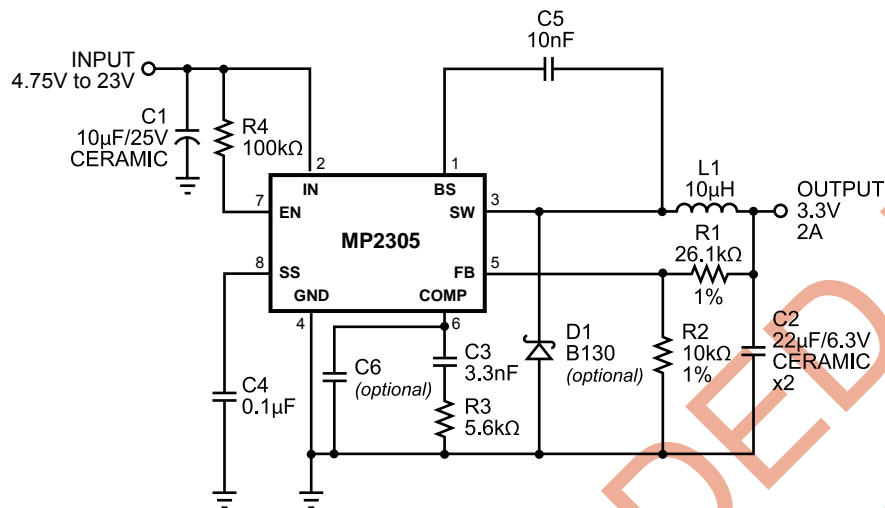 C5
10nF
INPUT
4.75V to 23V
C1
10µF/25V
CERAMIC
R4
100kΩ
2
1
IN
BS
7
EN
SW
3
L1
10µH
OUTPUT
3.3V
2A
MP2305
R1
26.1kΩ
1%
8
SS
FB
5
GND
COMP
4
6
C4
0.1µF
C6
(optional)
C3
3.3nF
R3
5.6kΩ
D1
B130
(optional)
R2
10kΩ
1%
C2
22µF/6.3V
CERAMIC
x2
DED